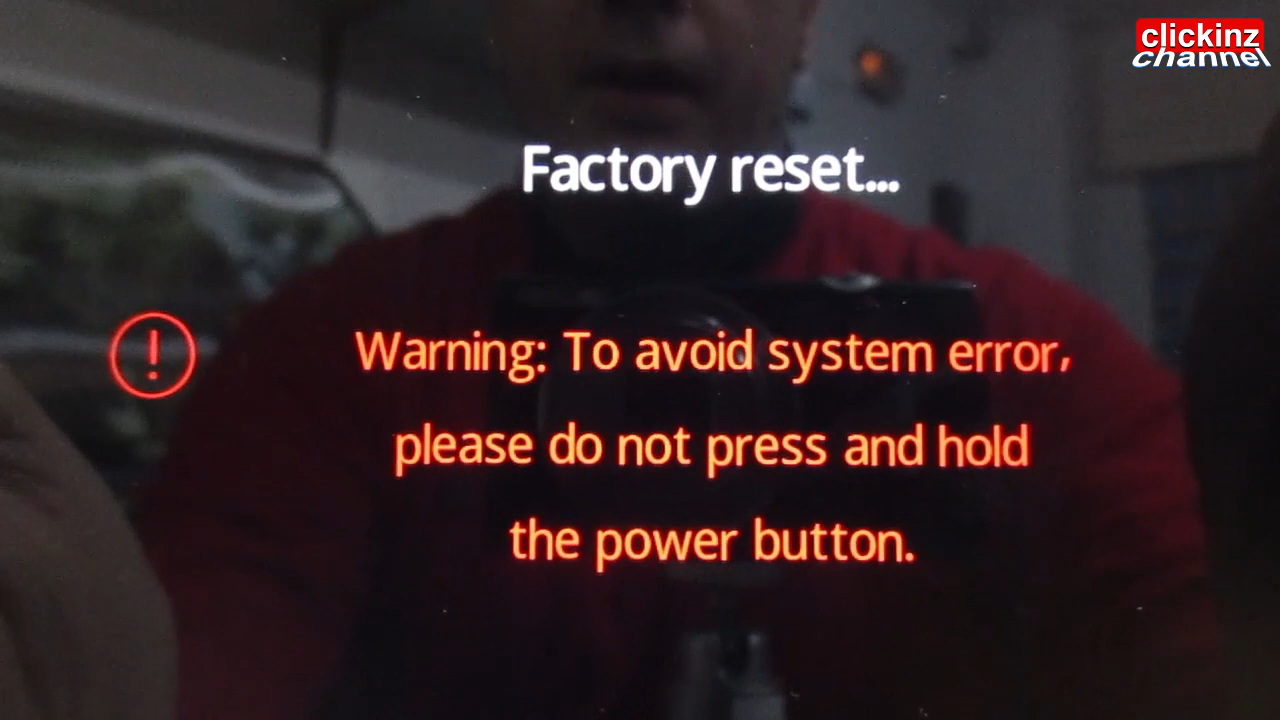 clickinz
channel
Factory reset...
Warning: To avoid system error,
please do not press and hold
the power button.